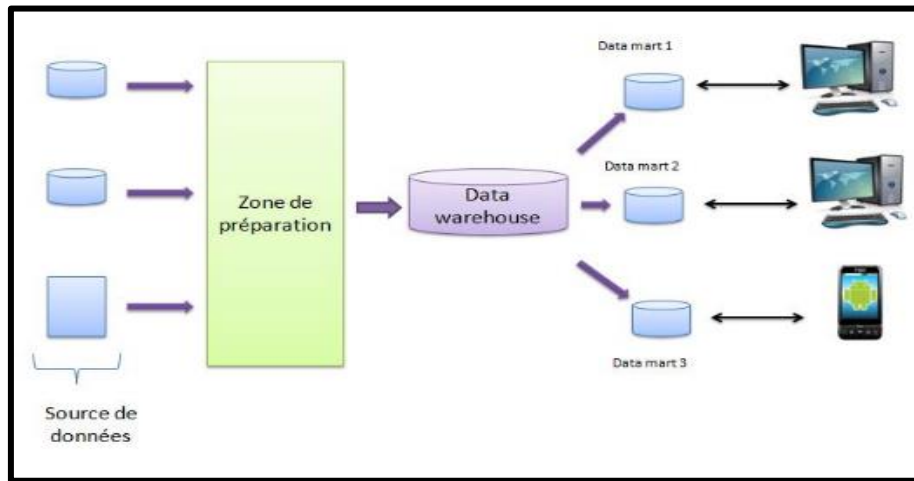 Data mart 1
Data mart 2
Zone de
préparation
Data
warehouse
Data mart 3
Source de
données